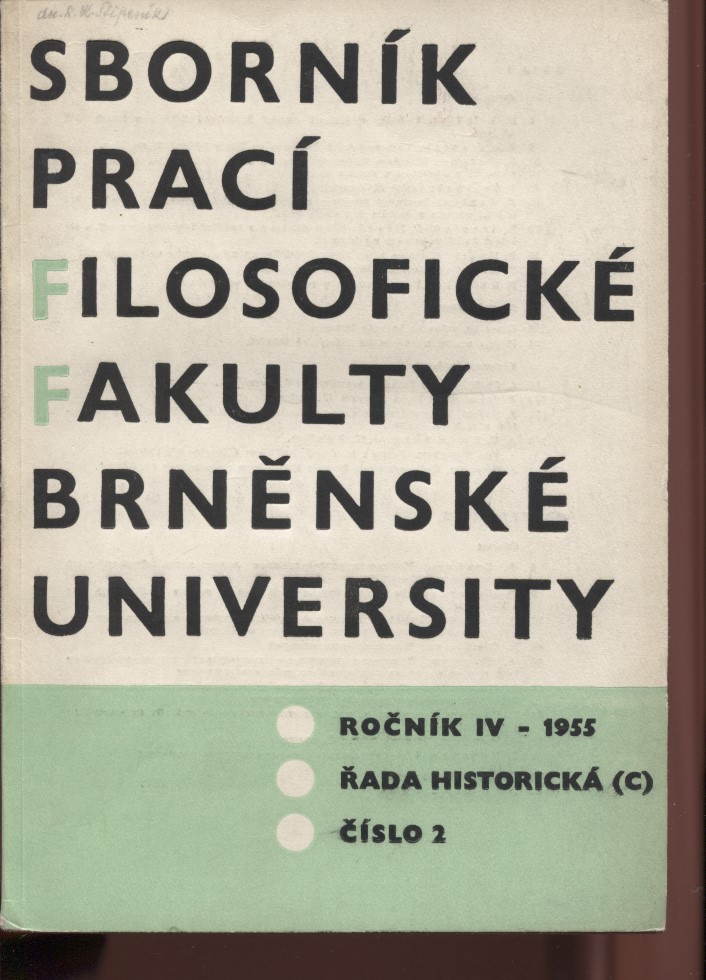 SBORNÍK
PRACÍ
FILOSOFICKÉ
FAKULTY
BRNĚNSKÉ
UNIVERSITY
ROČNÍK IV - 1955
ŘADA HISTORICKÁ (C)
ČÍSLO 2